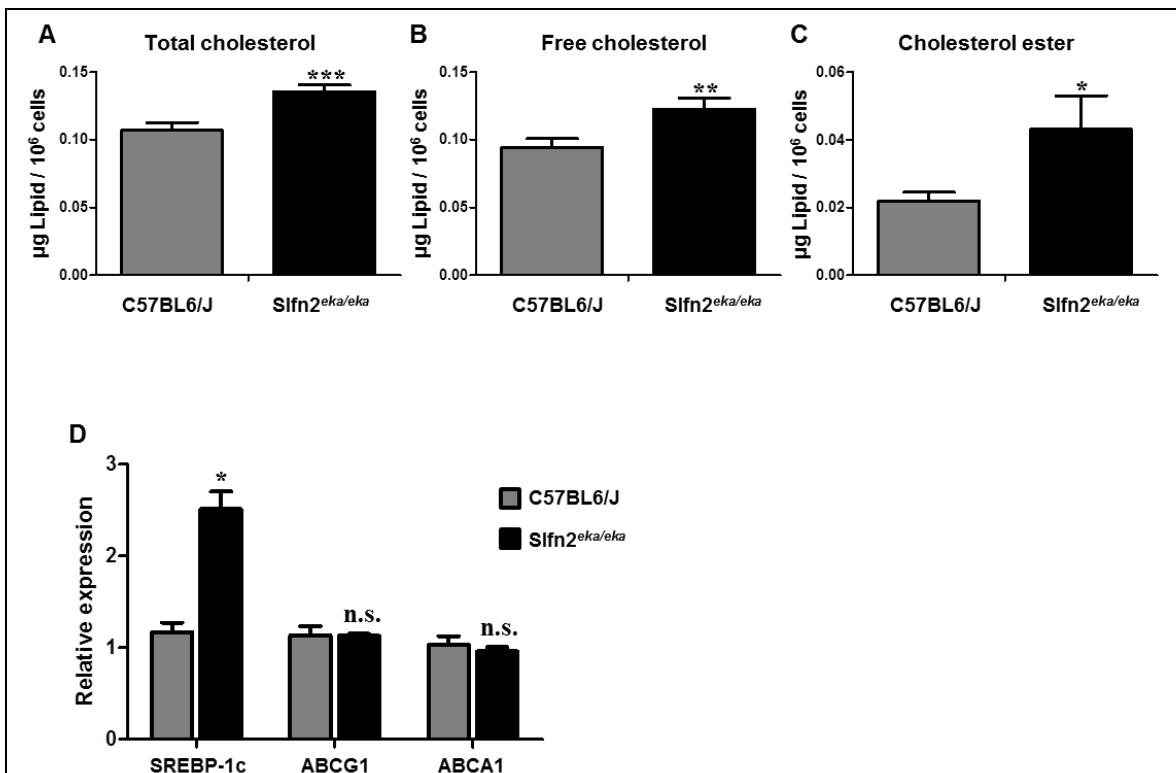 A
Total cholesterol
µg Lipid / 10⁶ cells
0.15
0.10
0.05
0.00
***
C57BL6/J
Slfn2eka/eka
B
Free cholesterol
µg Lipid / 10⁶ cells
0.15
0.10
0.05
0.00
**
C57BL6/J
Slfn2eka/eka
C
Cholesterol ester
µg Lipid / 10⁶ cells
0.06
0.04
0.02
0.00
*
C57BL6/J
Slfn2eka/eka
D
Relative expression
3
2
1
0
*
n.s.
n.s.
SREBP-1c
ABCG1
ABCA1
C57BL6/J
Slfn2eka/eka